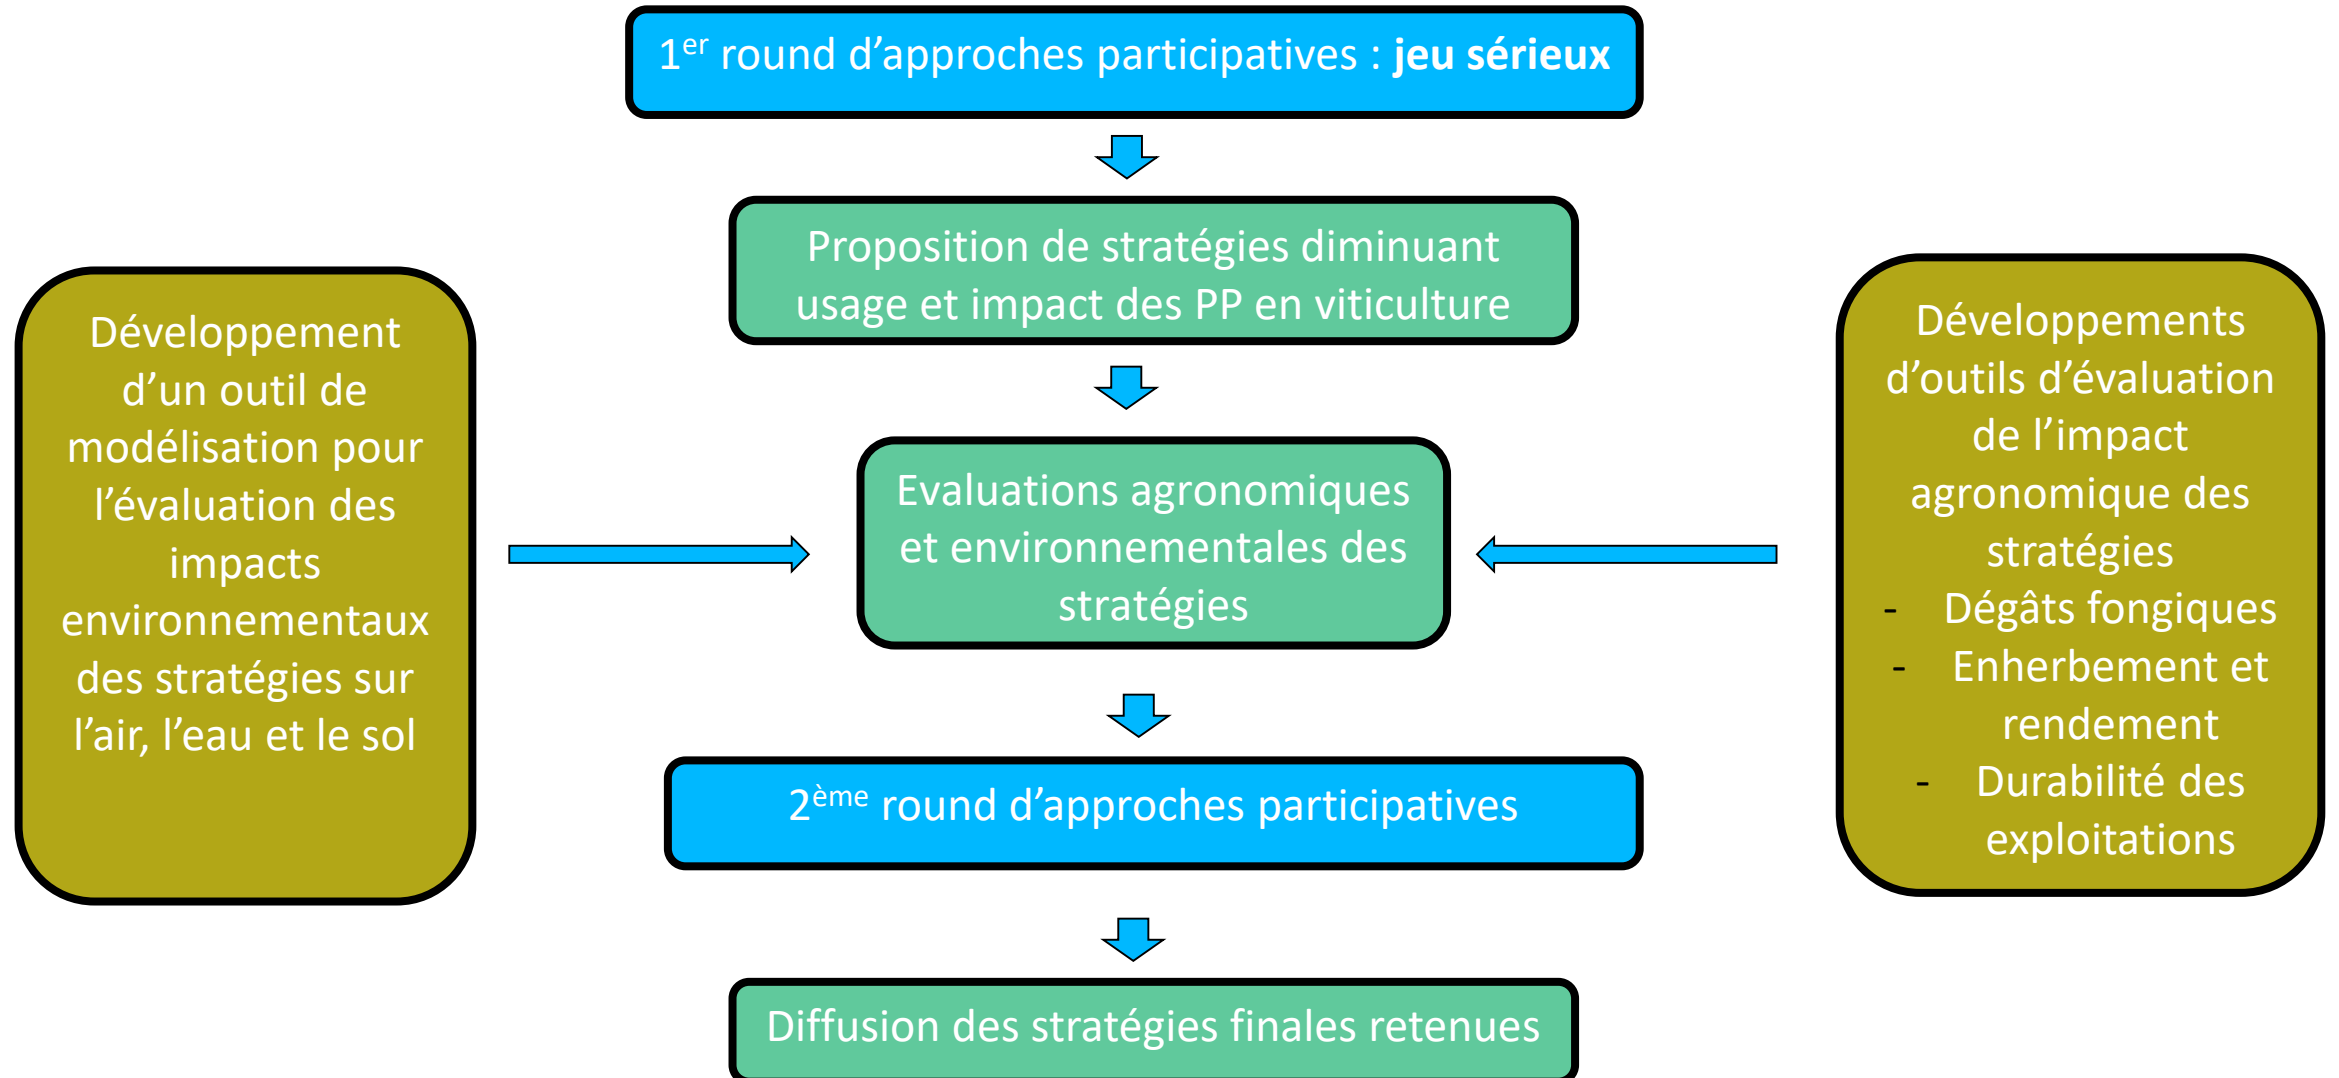 1er round d’approches participatives : jeu sérieux
Proposition de stratégies diminuant
usage et impact des PP en viticulture
Développement
d’un outil de
modélisation pour
l’évaluation des
impacts
environnementaux
des stratégies sur
l’air, l’eau et le sol
Evaluations agronomiques
et environnementales des
stratégies
Développements
d’outils d’évaluation
de l’impact
agronomique des
stratégies
- Dégâts fongiques
- Enherbement et
rendement
- Durabilité des
exploitations
2ème round d’approches participatives
Diffusion des stratégies finales retenues